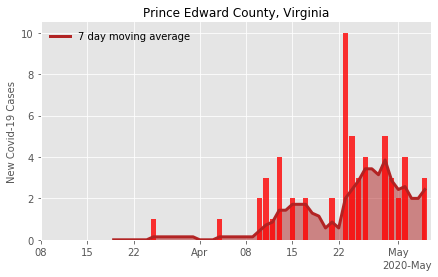 Prince Edward County, Virginia
7 day moving average
New Covid-19 Cases
10
8
6
4
2
0
08 15 22 Apr 08 15 22 May
2020-May